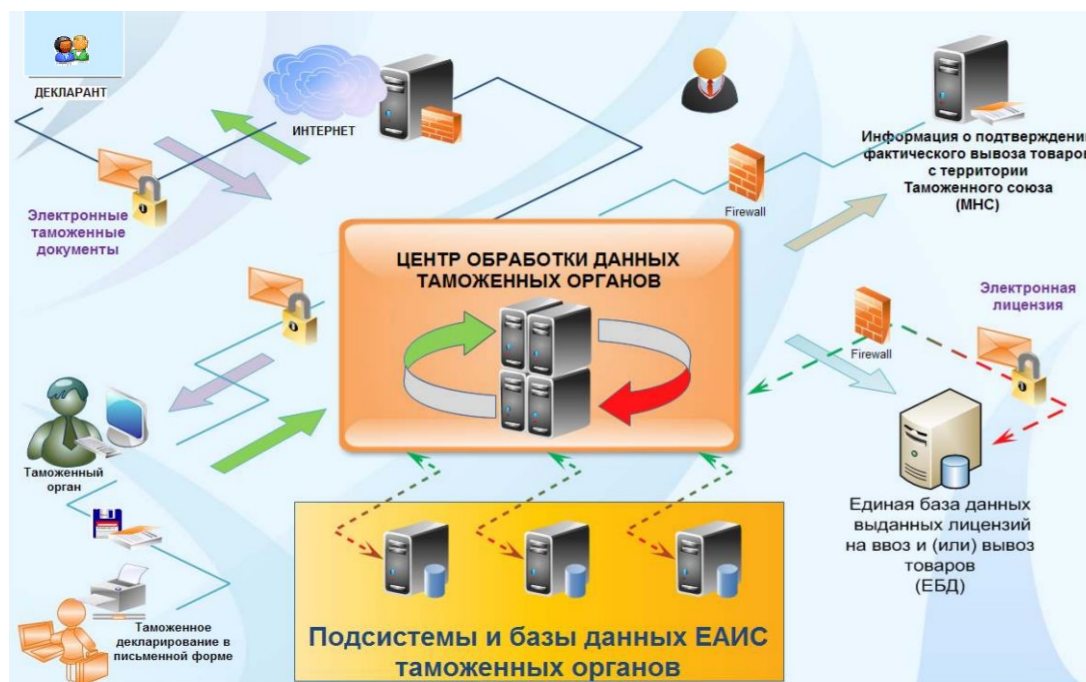 ДЕКЛАРАНТ
ИНТЕРНЕТ
Информация о подтверждении
фактического вывоза товаров
с территории
Таможенного союза
(МНС)
Firewall
Электронные
таможенные
документы
ЦЕНТР ОБРАБОТКИ ДАННЫХ
ТАМОЖЕННЫХ ОРГАНОВ
Электронная
лицензия
Firewall
Таможенный
орган
Единая база данных
выданных лицензий
на ввоз и (или) вывоз
товаров
(ЕБД)
Таможенное
декларирование в
письменной форме
Подсистемы и базы данных ЕАИС
таможенных органов